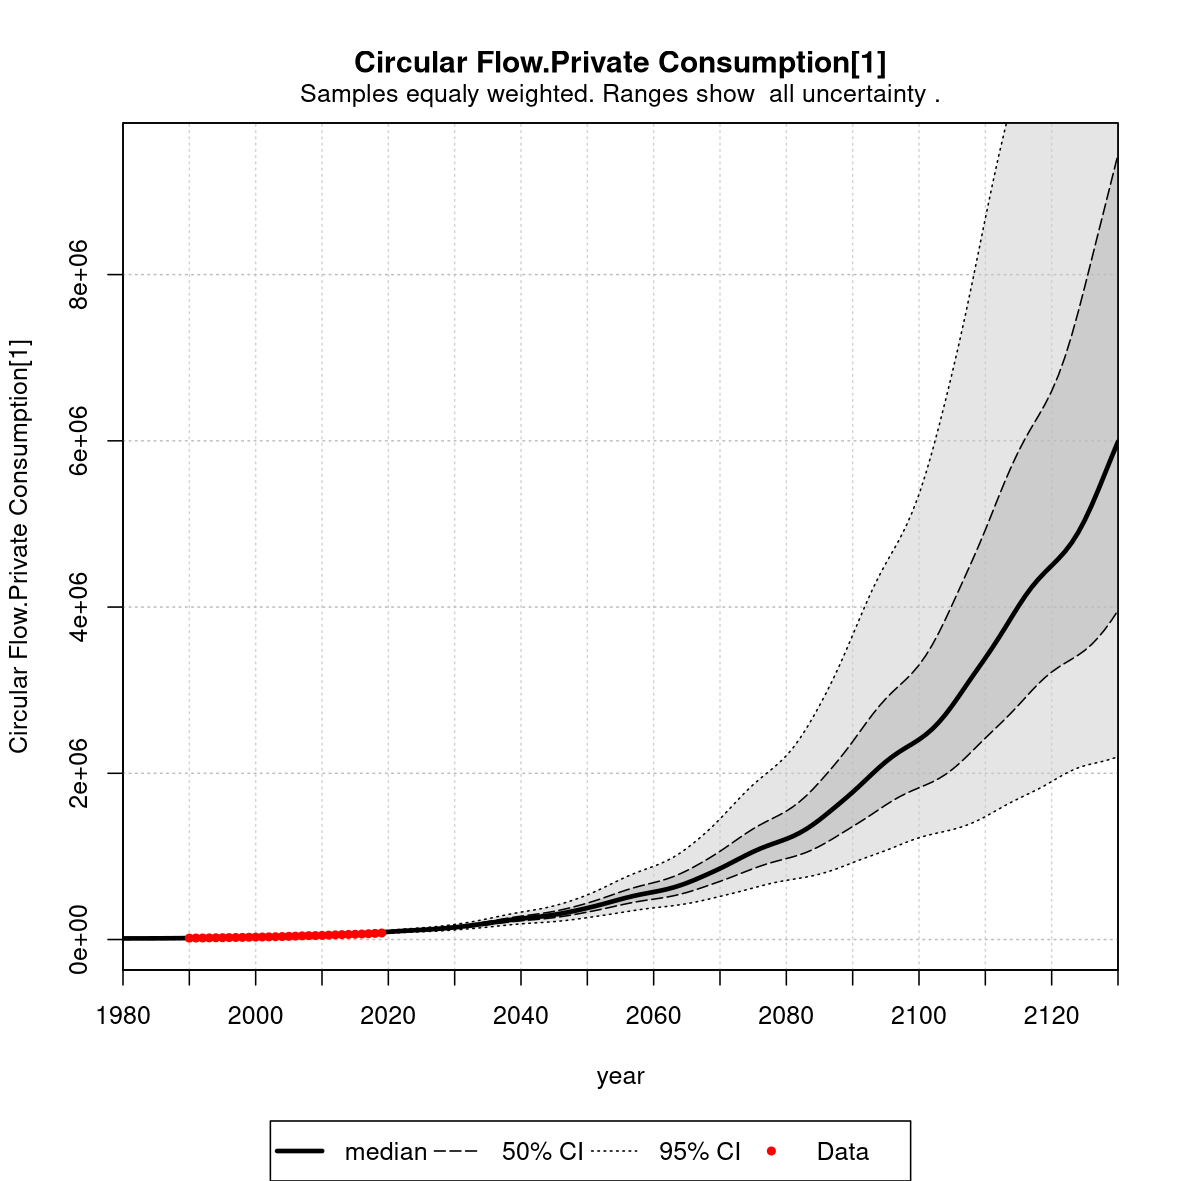 Circular Flow.Private Consumption[1]
Samples equaly weighted. Ranges show  all uncertainty .
Circular Flow.Private Consumption[1]
8e+06
6e+06
4e+06
2e+06
0e+00
1980 2000 2020 2040 2060 2080 2100 2120
year
median 50% CI 95% CI Data